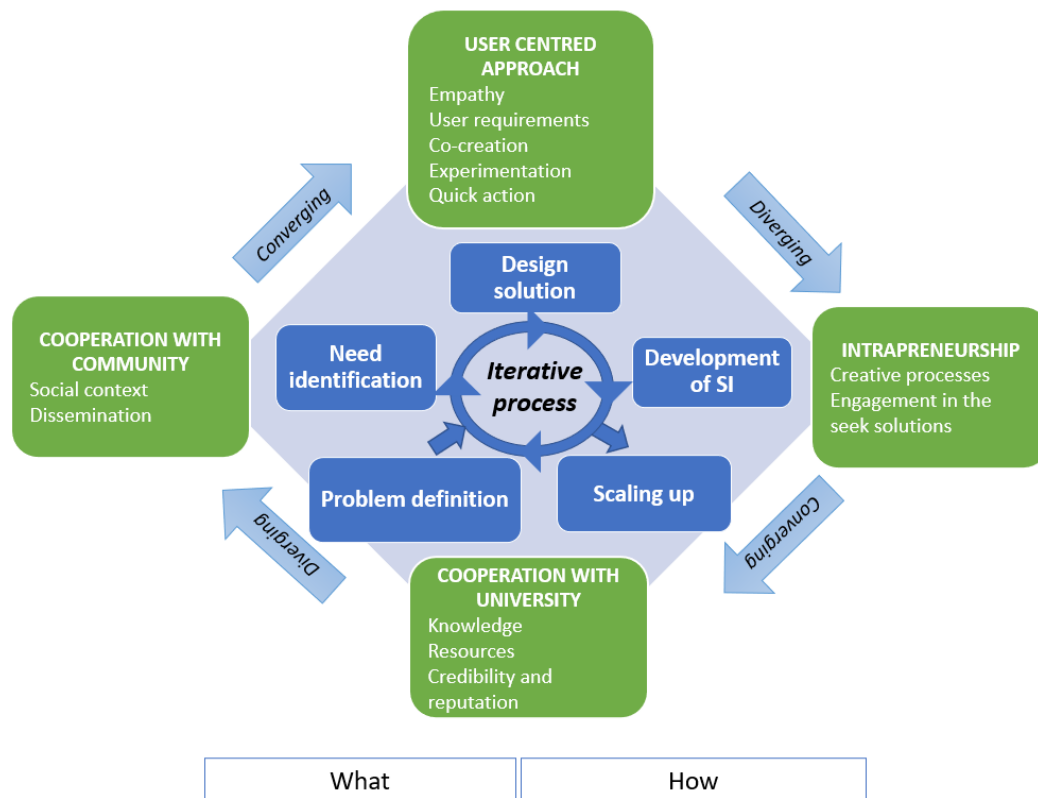 USER CENTRED
APPROACH
Empathy
User requirements
Co-creation
Experimentation
Quick action
Converging
Diverging
Design
solution
COOPERATION WITH
COMMUNITY
Social context
Dissemination
Need
identification
Iterative
process
Development
of SI
INTRAPRENEURSHIP
Creative processes
Engagement in the
seek solutions
Problem definition
Scaling up
Diverging
Converging
COOPERATION WITH
UNIVERSITY
Knowledge
Resources
Credibility and
reputation
What
How